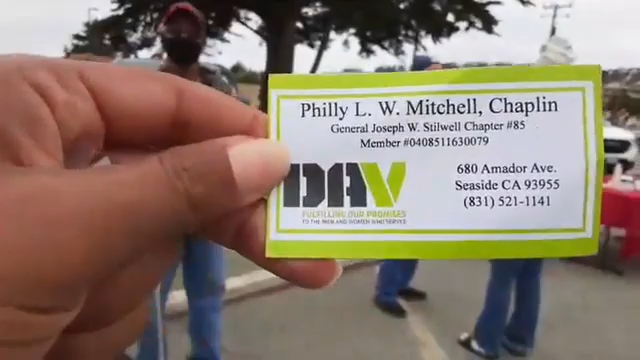 Philly L. W. Mitchell, Chaplin
General Joseph W. Stilwell Chapter #85
Member #0408511630079
DAV
FULFILLING OUR PROMISES
TO THE MEN AND WOMEN WHO SERVED
680 Amador Ave.
Seaside CA 93955
(831) 521-1141